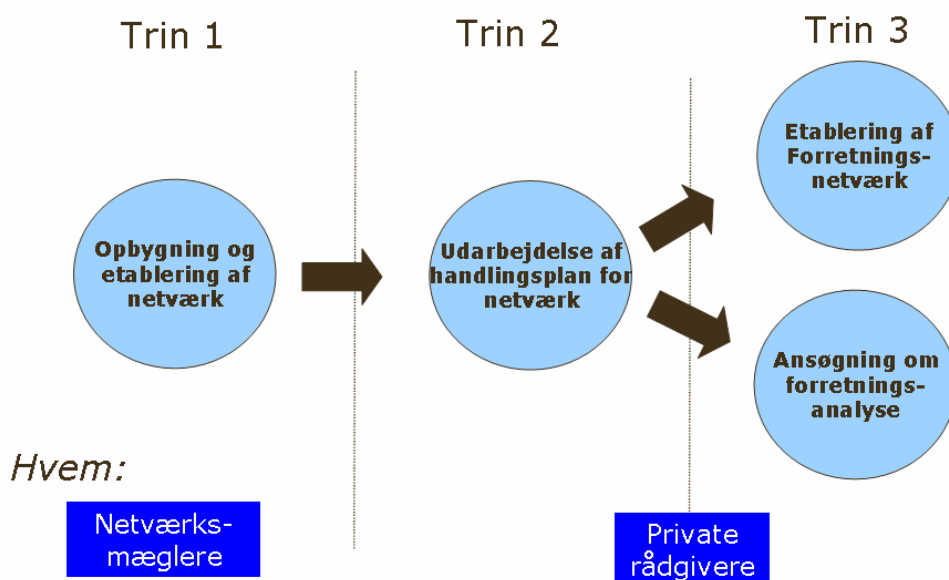 Trin 1
Trin 2
Trin 3
Opbygning og
etablering af
netværk
Udarbejdelse af
handlingsplan for
netværk
Etablering af
Forretnings-
netværk
Ansøgning om
forretnings-
analyse
Hvem:
Netværks-
mæglere
Private
rådgivere